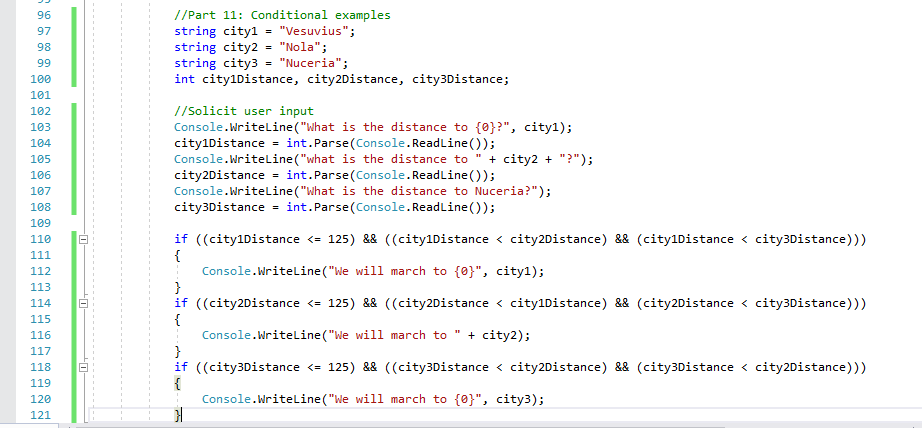 96 //Part 11: Conditional examples
97 string city1 = "Vesuvius";
98 string city2 = "Nola";
99 string city3 = "Nuceria";
100 int city1Distance, city2Distance, city3Distance;
101
102 //Solicit user input
103 Console.WriteLine("What is the distance to {0}?", city1);
104 city1Distance = int.Parse(Console.ReadLine());
105 Console.WriteLine("what is the distance to " + city2 + "?");
106 city2Distance = int.Parse(Console.ReadLine());
107 Console.WriteLine("What is the distance to Nuceria?");
108 city3Distance = int.Parse(Console.ReadLine());
109
110 if ((city1Distance <= 125) && ((city1Distance < city2Distance) && (city1Distance < city3Distance)))
111 {
112 Console.WriteLine("We will march to {0}", city1);
113 }
114 if ((city2Distance <= 125) && ((city2Distance < city1Distance) && (city2Distance < city3Distance)))
115 {
116 Console.WriteLine("We will march to " + city2);
117 }
118 if ((city3Distance <= 125) && ((city3Distance < city2Distance) && (city3Distance < city2Distance)))
119 {
120 Console.WriteLine("We will march to {0}", city3);
121 }